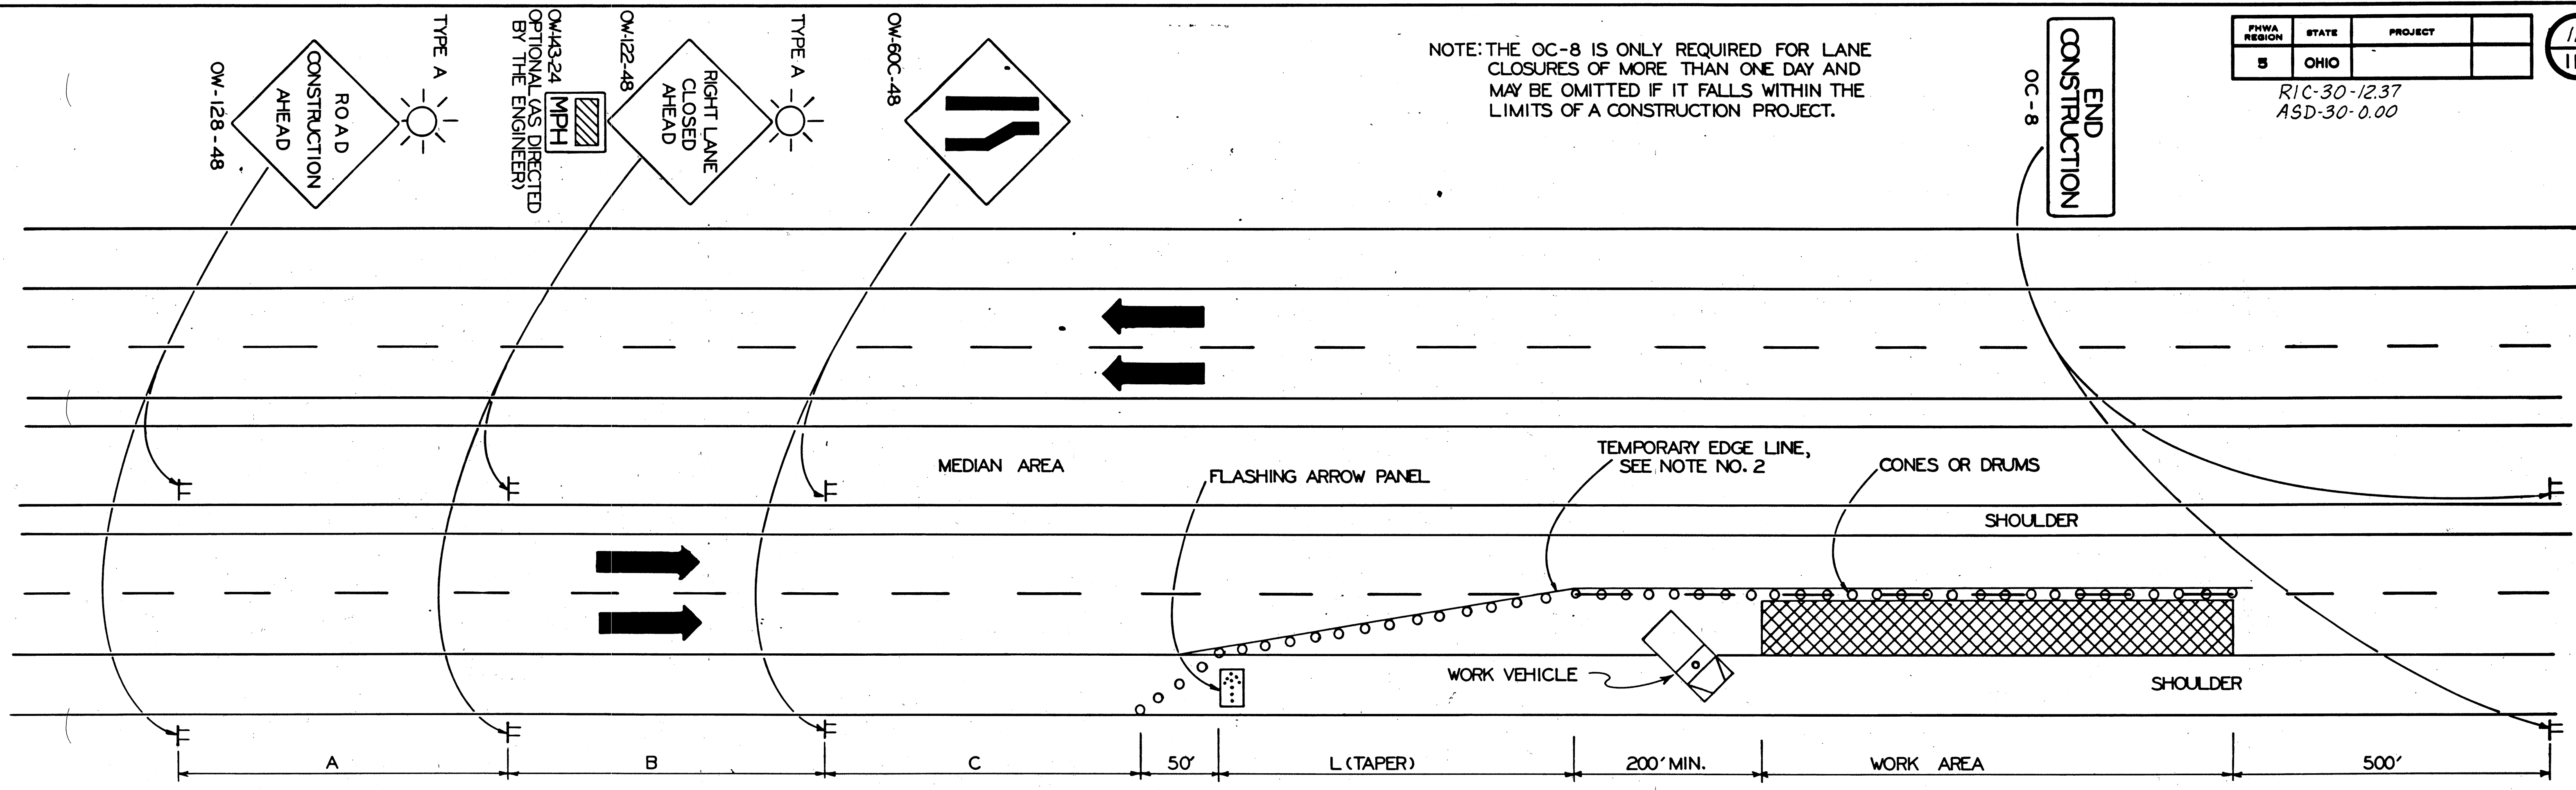 TYPE A
ROAD
CONSTRUCTION
AHEAD
OW-128-48
OW-143-24
OPTIONAL (AS DIRECTED
BY THE ENGINEER)
MPH
OW-122-48
RIGHT LANE
CLOSED
AHEAD
TYPE A
OW-60C-48
NOTE: THE OC-8 IS ONLY REQUIRED FOR LANE
CLOSURES OF MORE THAN ONE DAY AND
MAY BE OMITTED IF IT FALLS WITHIN THE
LIMITS OF A CONSTRUCTION PROJECT.
END
CONSTRUCTION
OC-8
FHWA REGION STATE PROJECT
5 OHIO
RIC-30-12.37
ASD-30-0.00
MEDIAN AREA
FLASHING ARROW PANEL
TEMPORARY EDGE LINE,
SEE NOTE NO. 2
CONES OR DRUMS
SHOULDER
WORK VEHICLE
SHOULDER
A B C 50' L (TAPER) 200' MIN. WORK AREA 500'